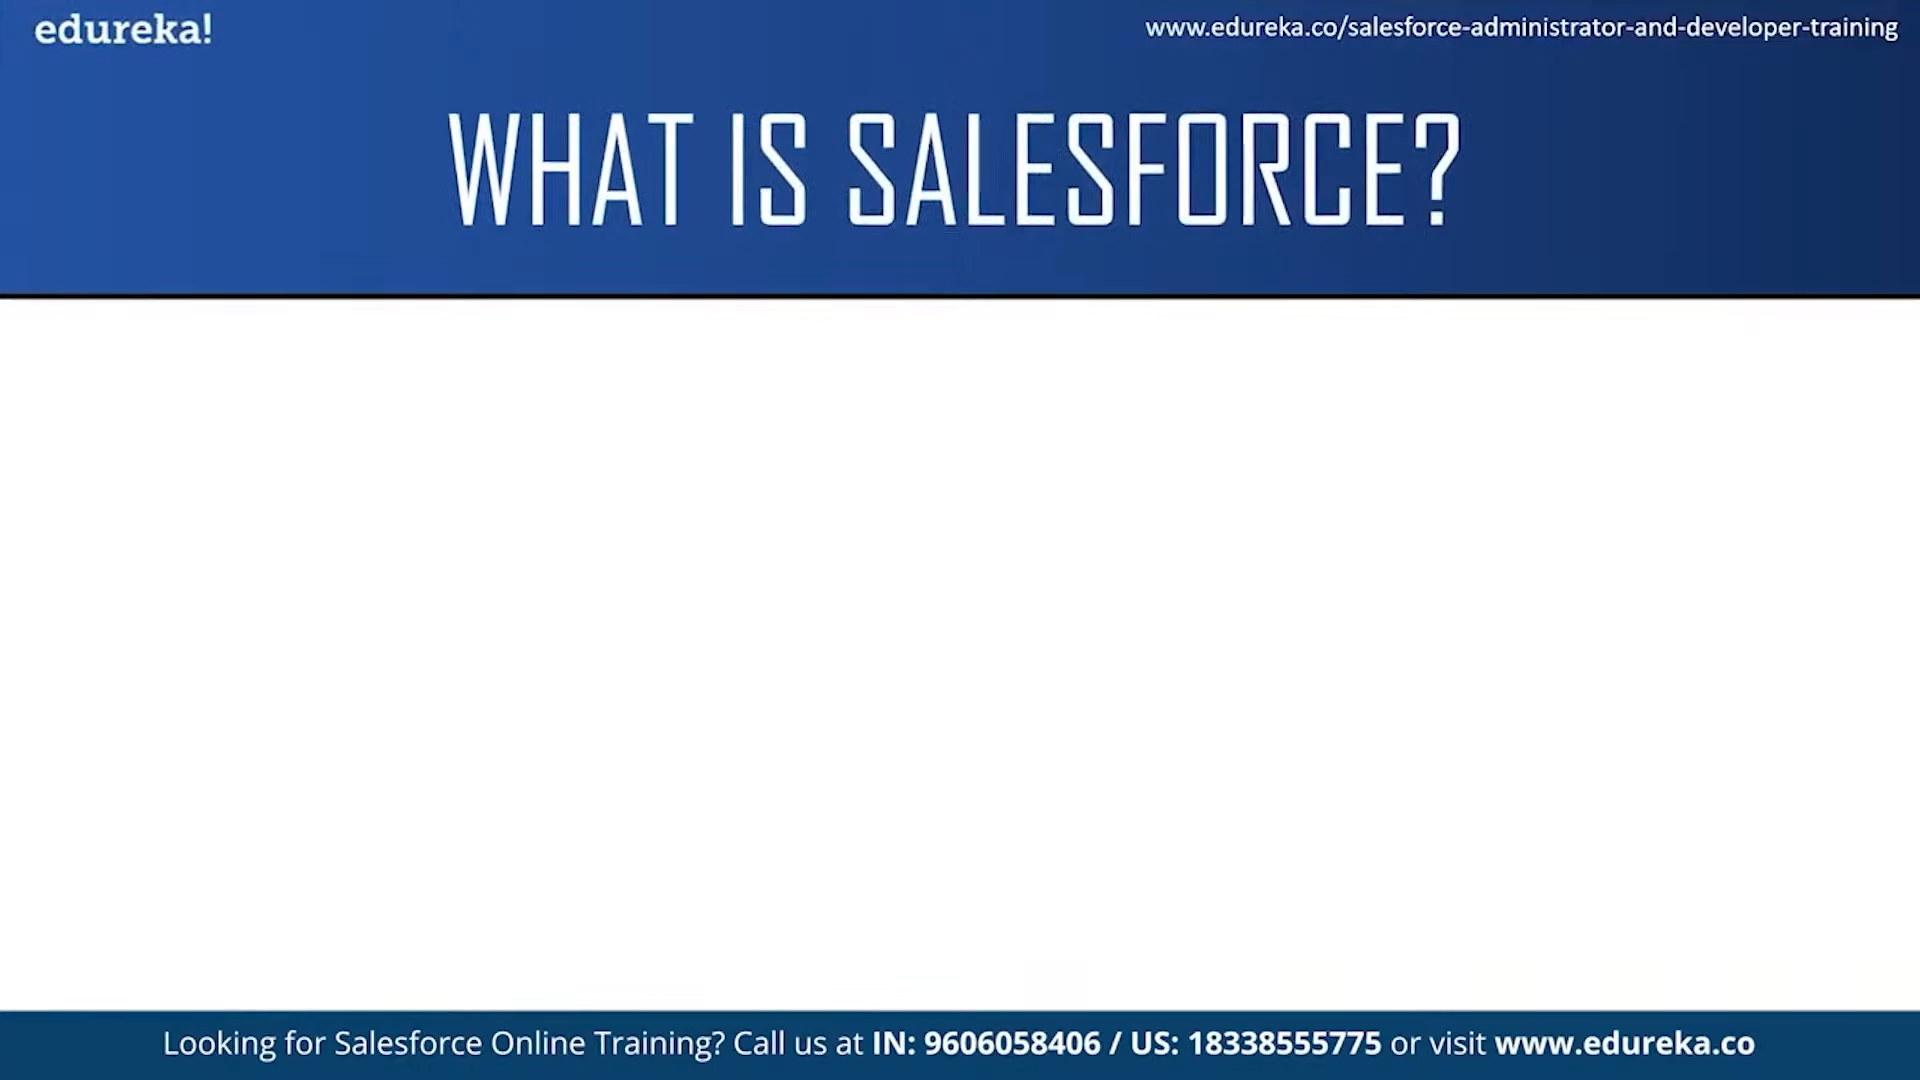 edureka!
www.edureka.co/salesforce-administrator-and-developer-training
WHAT IS SALESFORCE?
Looking for Salesforce Online Training? Call us at IN: 9606058406 / US: 18338555775 or visit www.edureka.co